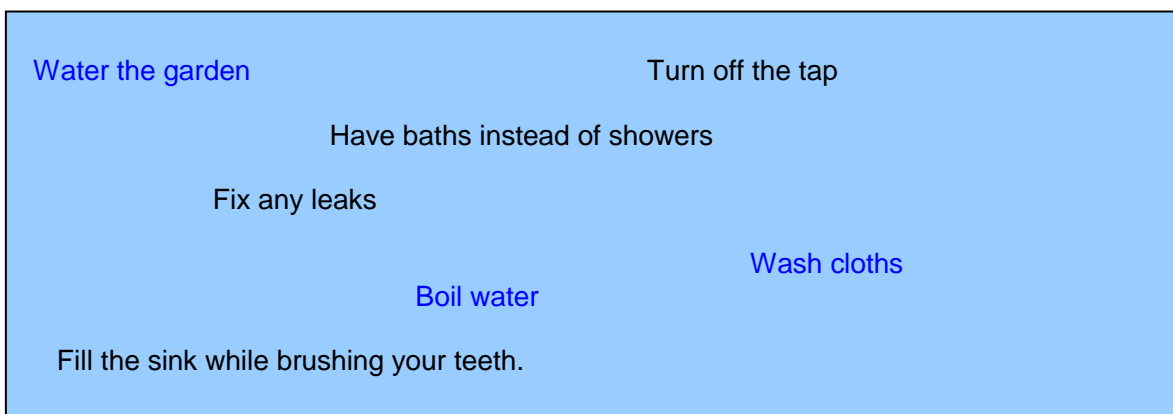 Water the garden
Turn off the tap
Have baths instead of showers
Fix any leaks
Wash cloths
Boil water
Fill the sink while brushing your teeth.